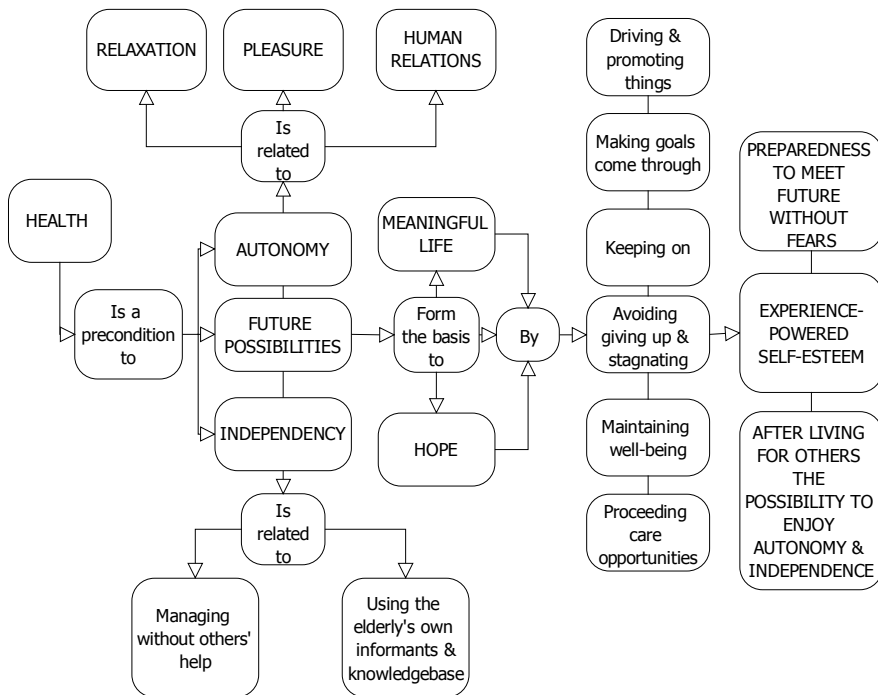 RELAXATION
PLEASURE
HUMAN
RELATIONS
Is
related
to
HEALTH
Is a
precondition
to
AUTONOMY
FUTURE
POSSIBILITIES
INDEPENDENCY
Is
related
to
Managing
without others'
help
Using the
elderly's own
informants &
knowledgebase
MEANINGFUL
LIFE
Form
the basis
to
HOPE
By
Driving &
promoting
things
Making goals
come through
Keeping on
Avoiding
giving up &
stagnating
Maintaining
well-being
Proceeding
care
opportunities
PREPAREDNESS
TO MEET
FUTURE
WITHOUT
FEARS
EXPERIENCE-
POWERED
SELF-ESTEEM
AFTER LIVING
FOR OTHERS
THE
POSSIBILITY TO
ENJOY
AUTONOMY &
INDEPENDENCE